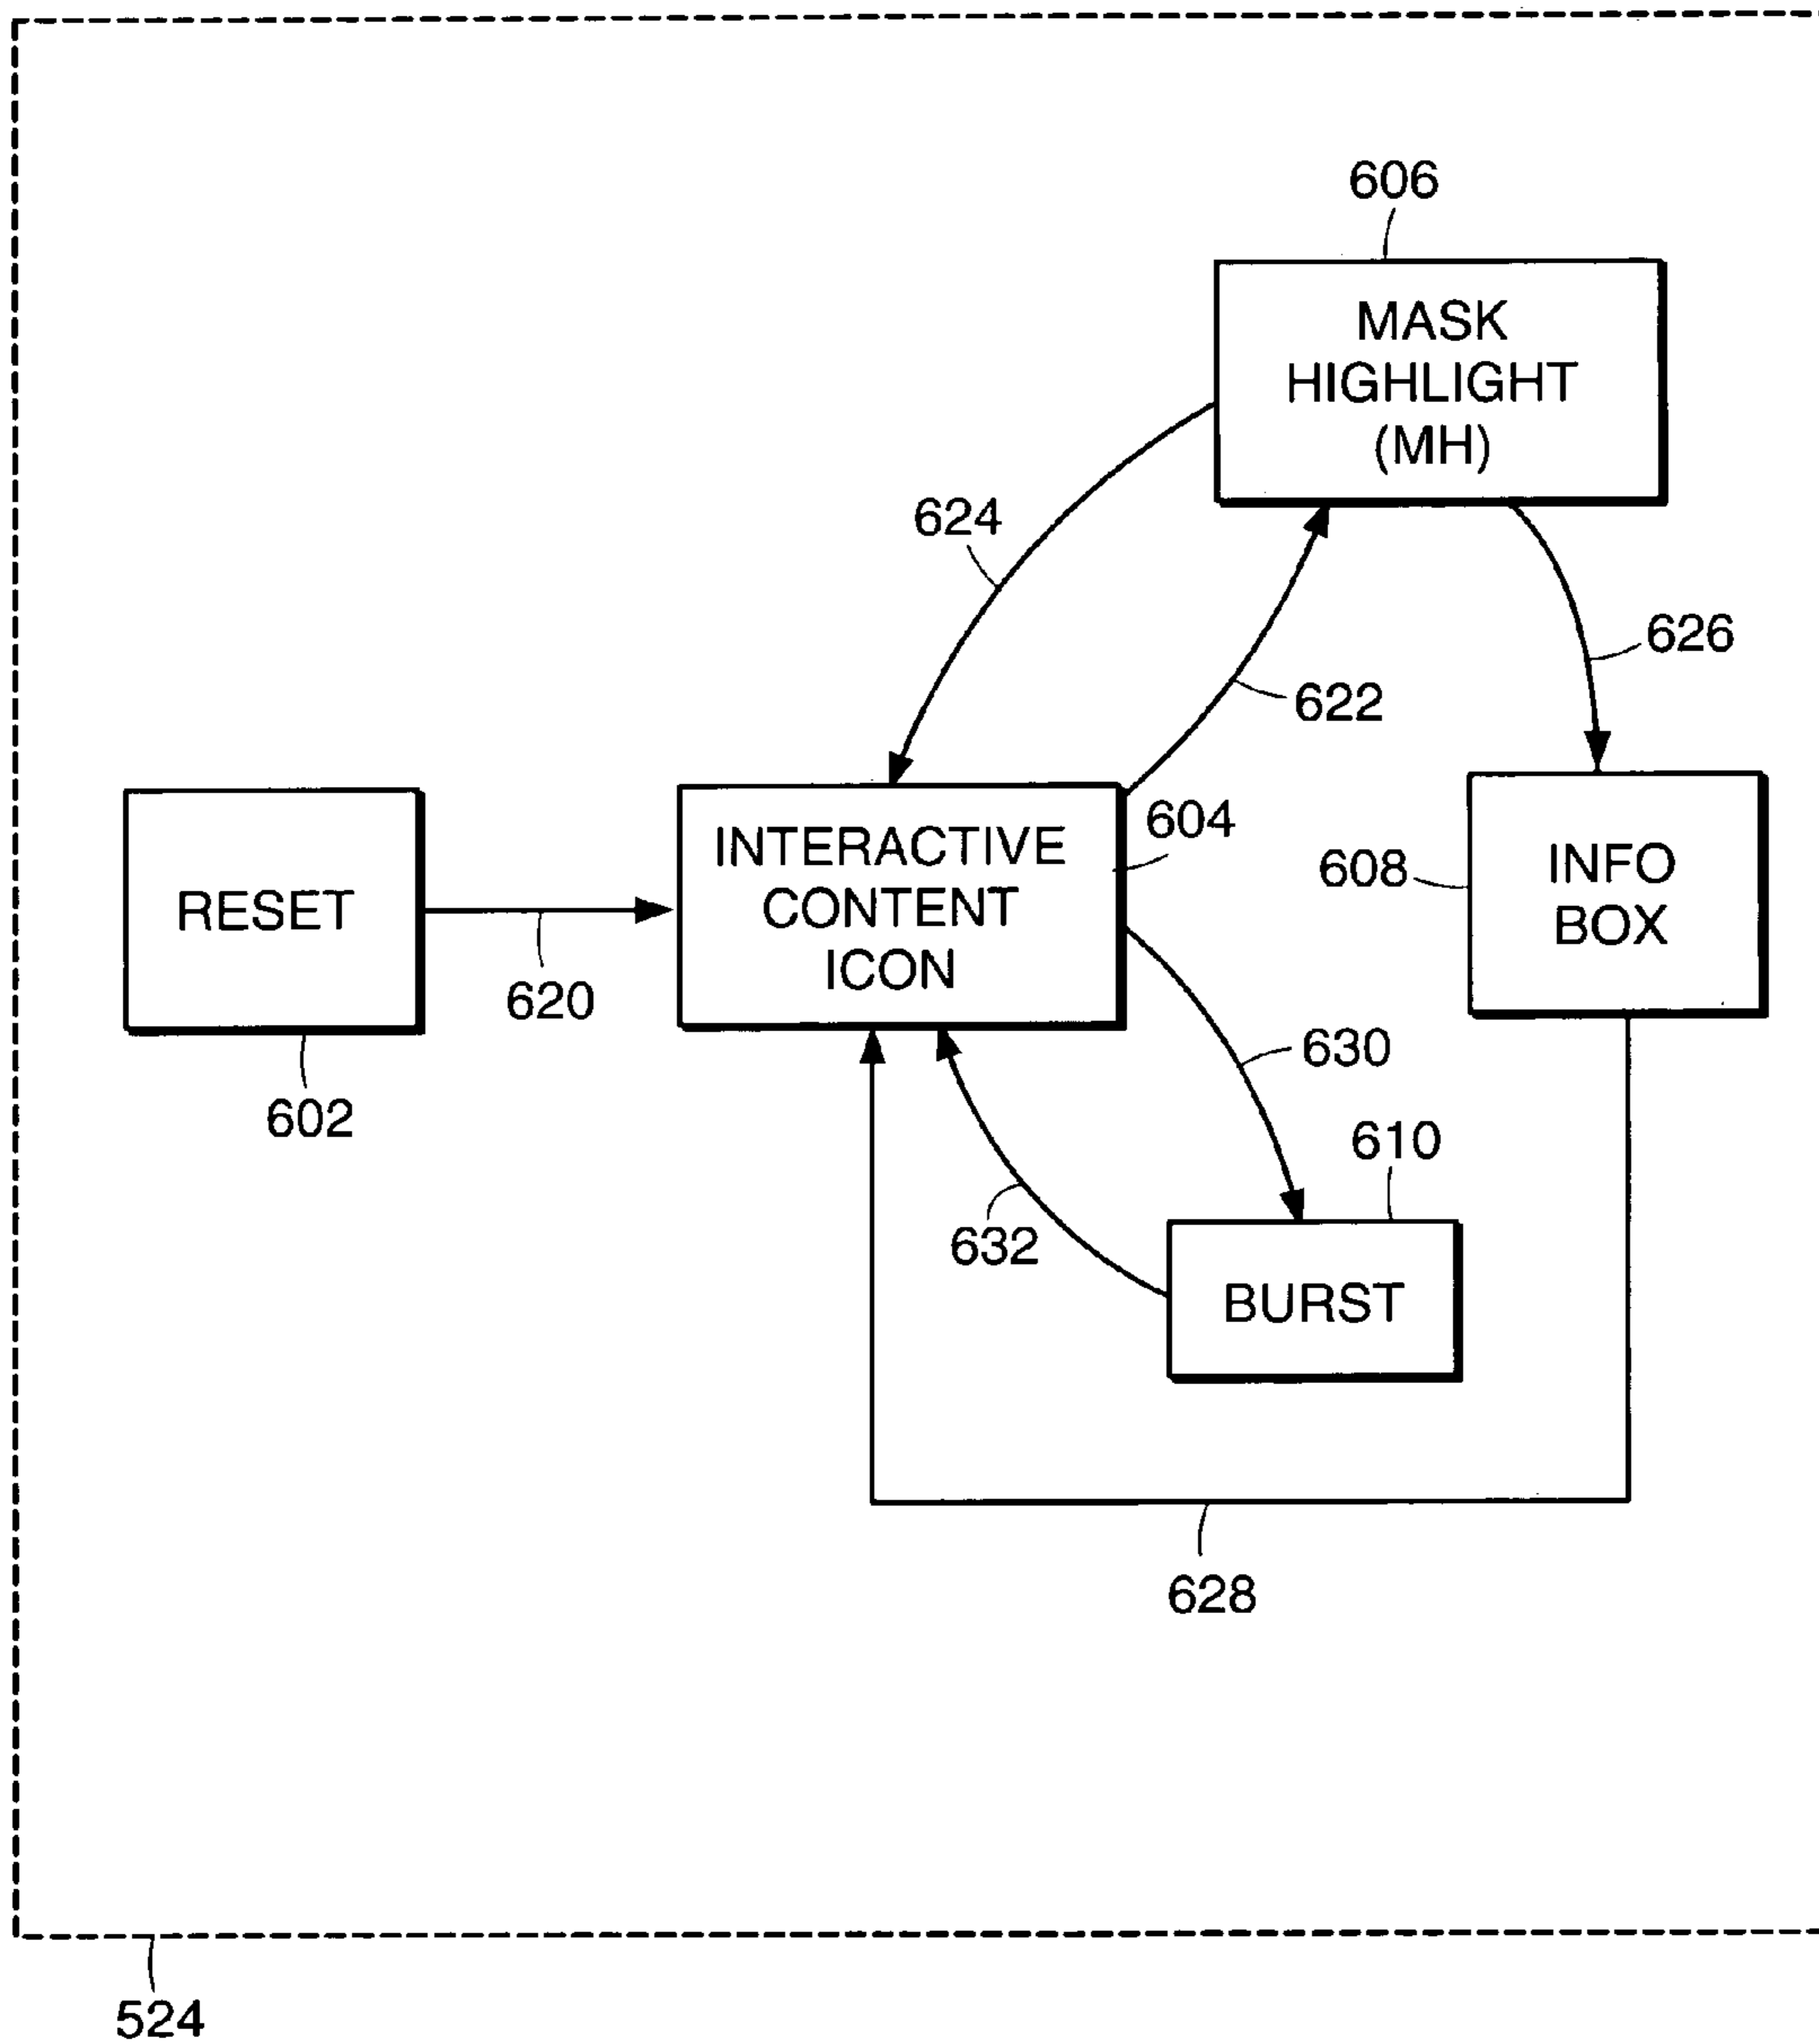 606
MASK
HIGHLIGHT
(MH)
624
626
622
604
INTERACTIVE
CONTENT
ICON
608
INFO
BOX
RESET
620
630
602
610
632
BURST
628
524